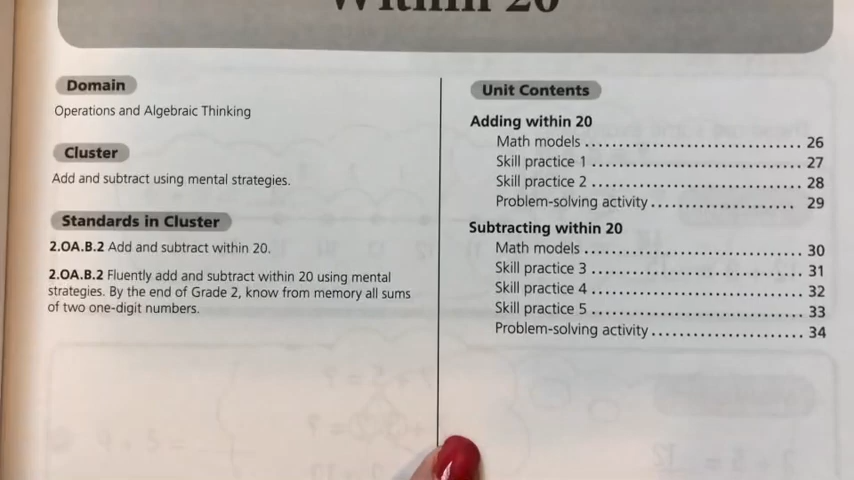 Within 20
Domain
Operations and Algebraic Thinking
Cluster
Add and subtract using mental strategies.
Standards in Cluster
2.OA.B.2 Add and subtract within 20.
2.OA.B.2 Fluently add and subtract within 20 using mental
strategies. By the end of Grade 2, know from memory all sums
of two one-digit numbers.
Unit Contents
Adding within 20
Math models ................................ 26
Skill practice 1 ............................... 27
Skill practice 2 ............................... 28
Problem-solving activity ..................... 29
Subtracting within 20
Math models ................................ 30
Skill practice 3 ............................... 31
Skill practice 4 ............................... 32
Skill practice 5 ............................... 33
Problem-solving activity ...................... 34